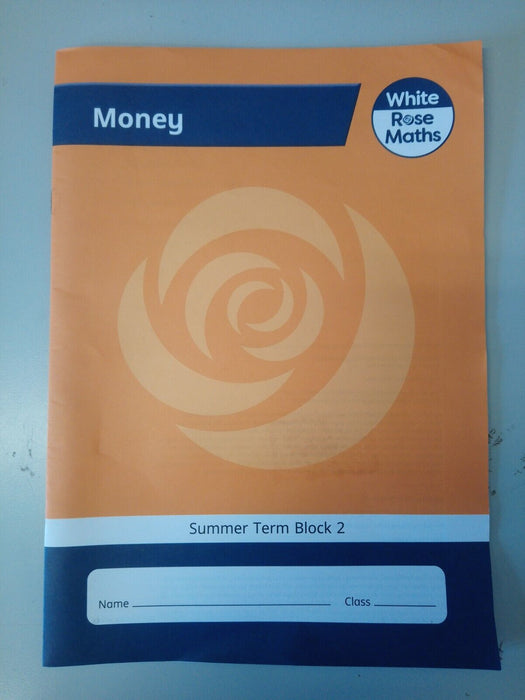 Money
White
Rose
Maths
Summer Term Block 2
Name
Class